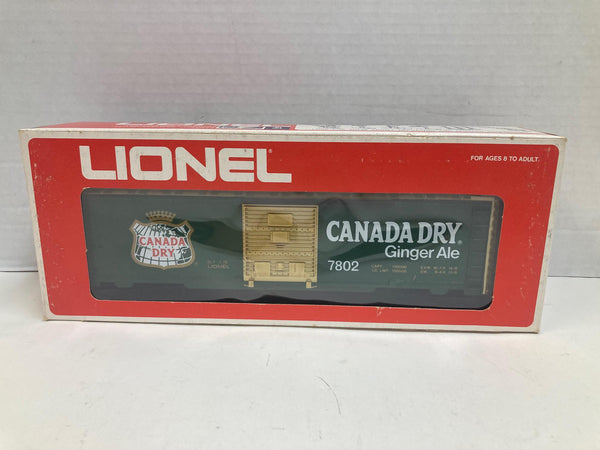 LIONEL
FOR AGES 8 TO ADULT
CANADA
DRY
LIONEL
CANADA DRY®
Ginger Ale
7802